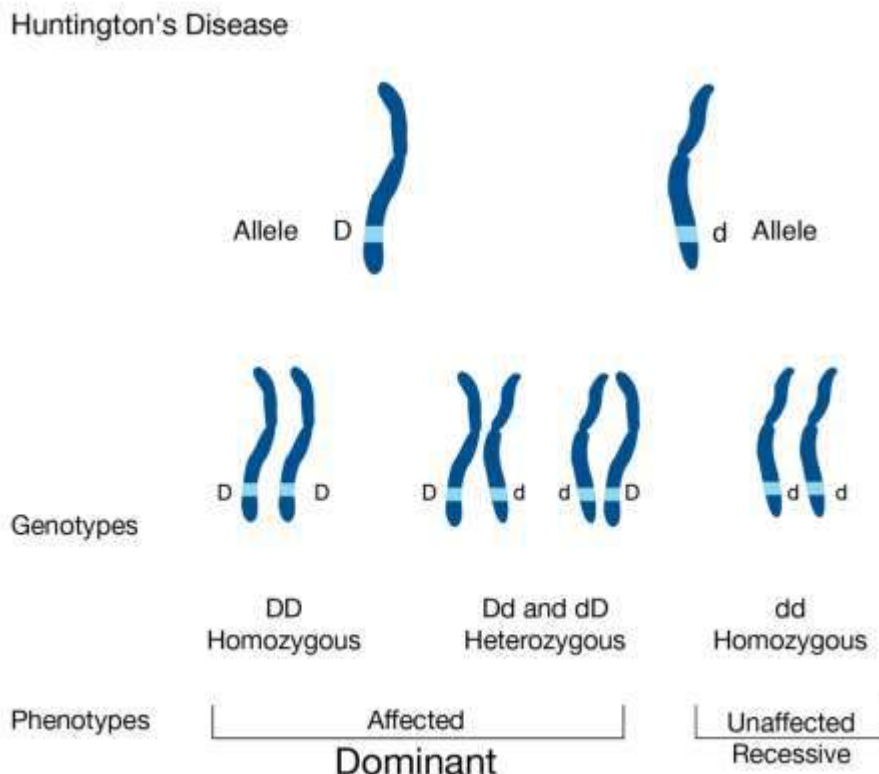 Huntington's Disease
Allele D
d Allele
D D
D d d D
d d
Genotypes
DD
Homozygous
Dd and dD
Heterozygous
dd
Homozygous
Phenotypes
Affected
Dominant
Unaffected
Recessive